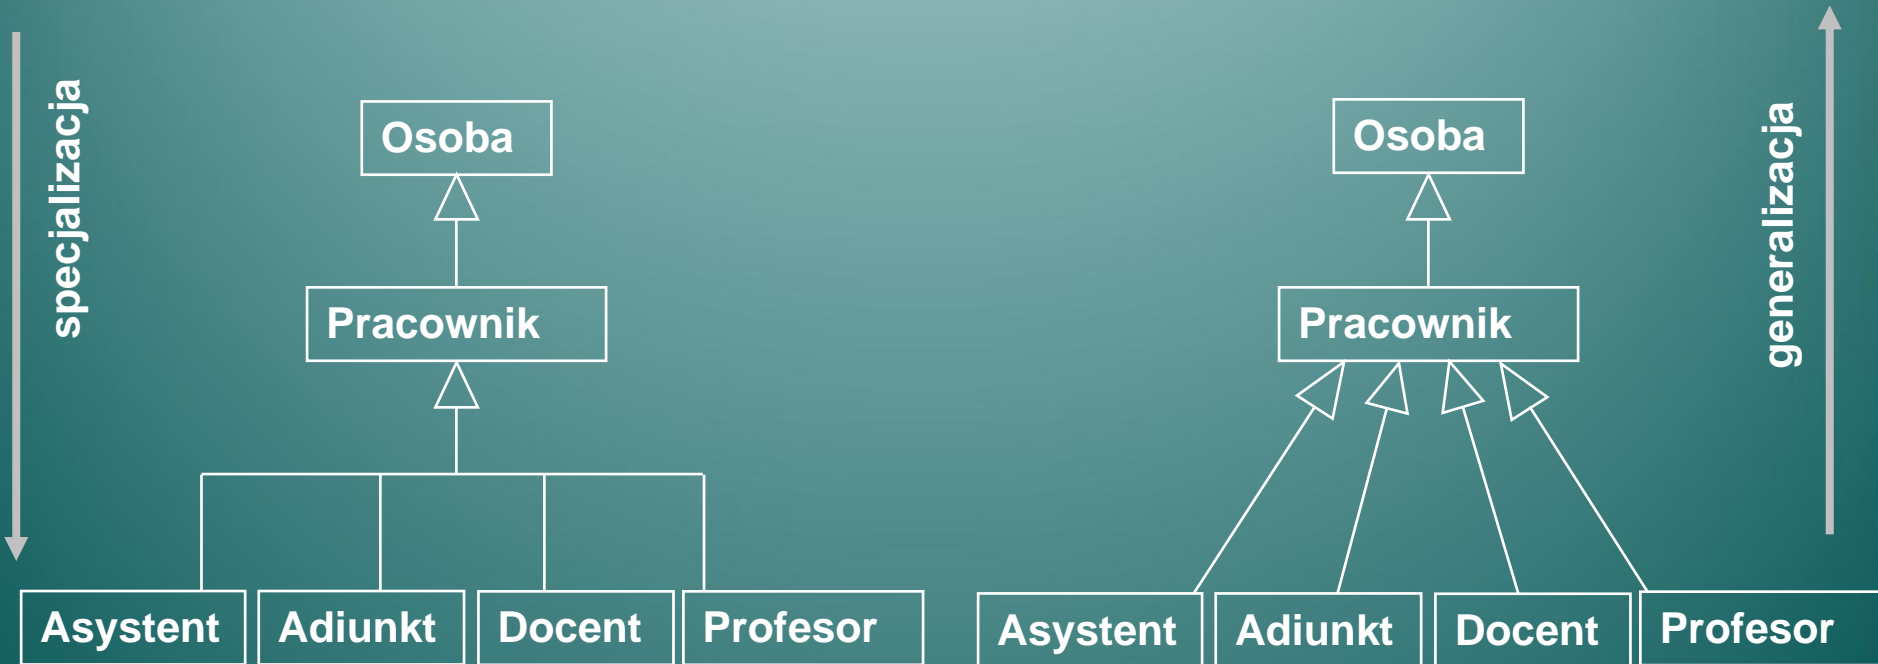 specjalizacja
Osoba
Pracownik
Asystent
Adiunkt
Docent
Profesor
Osoba
Pracownik
Asystent
Adiunkt
Docent
Profesor
generalizacja